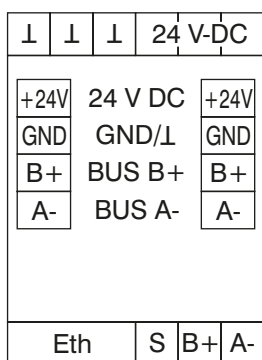 ⊥ ⊥ ⊥ 24 V-DC
+24V 24 V DC +24V
GND GND/⊥ GND
B+ BUS B+ B+
A- BUS A- A-
Eth S B+ A-